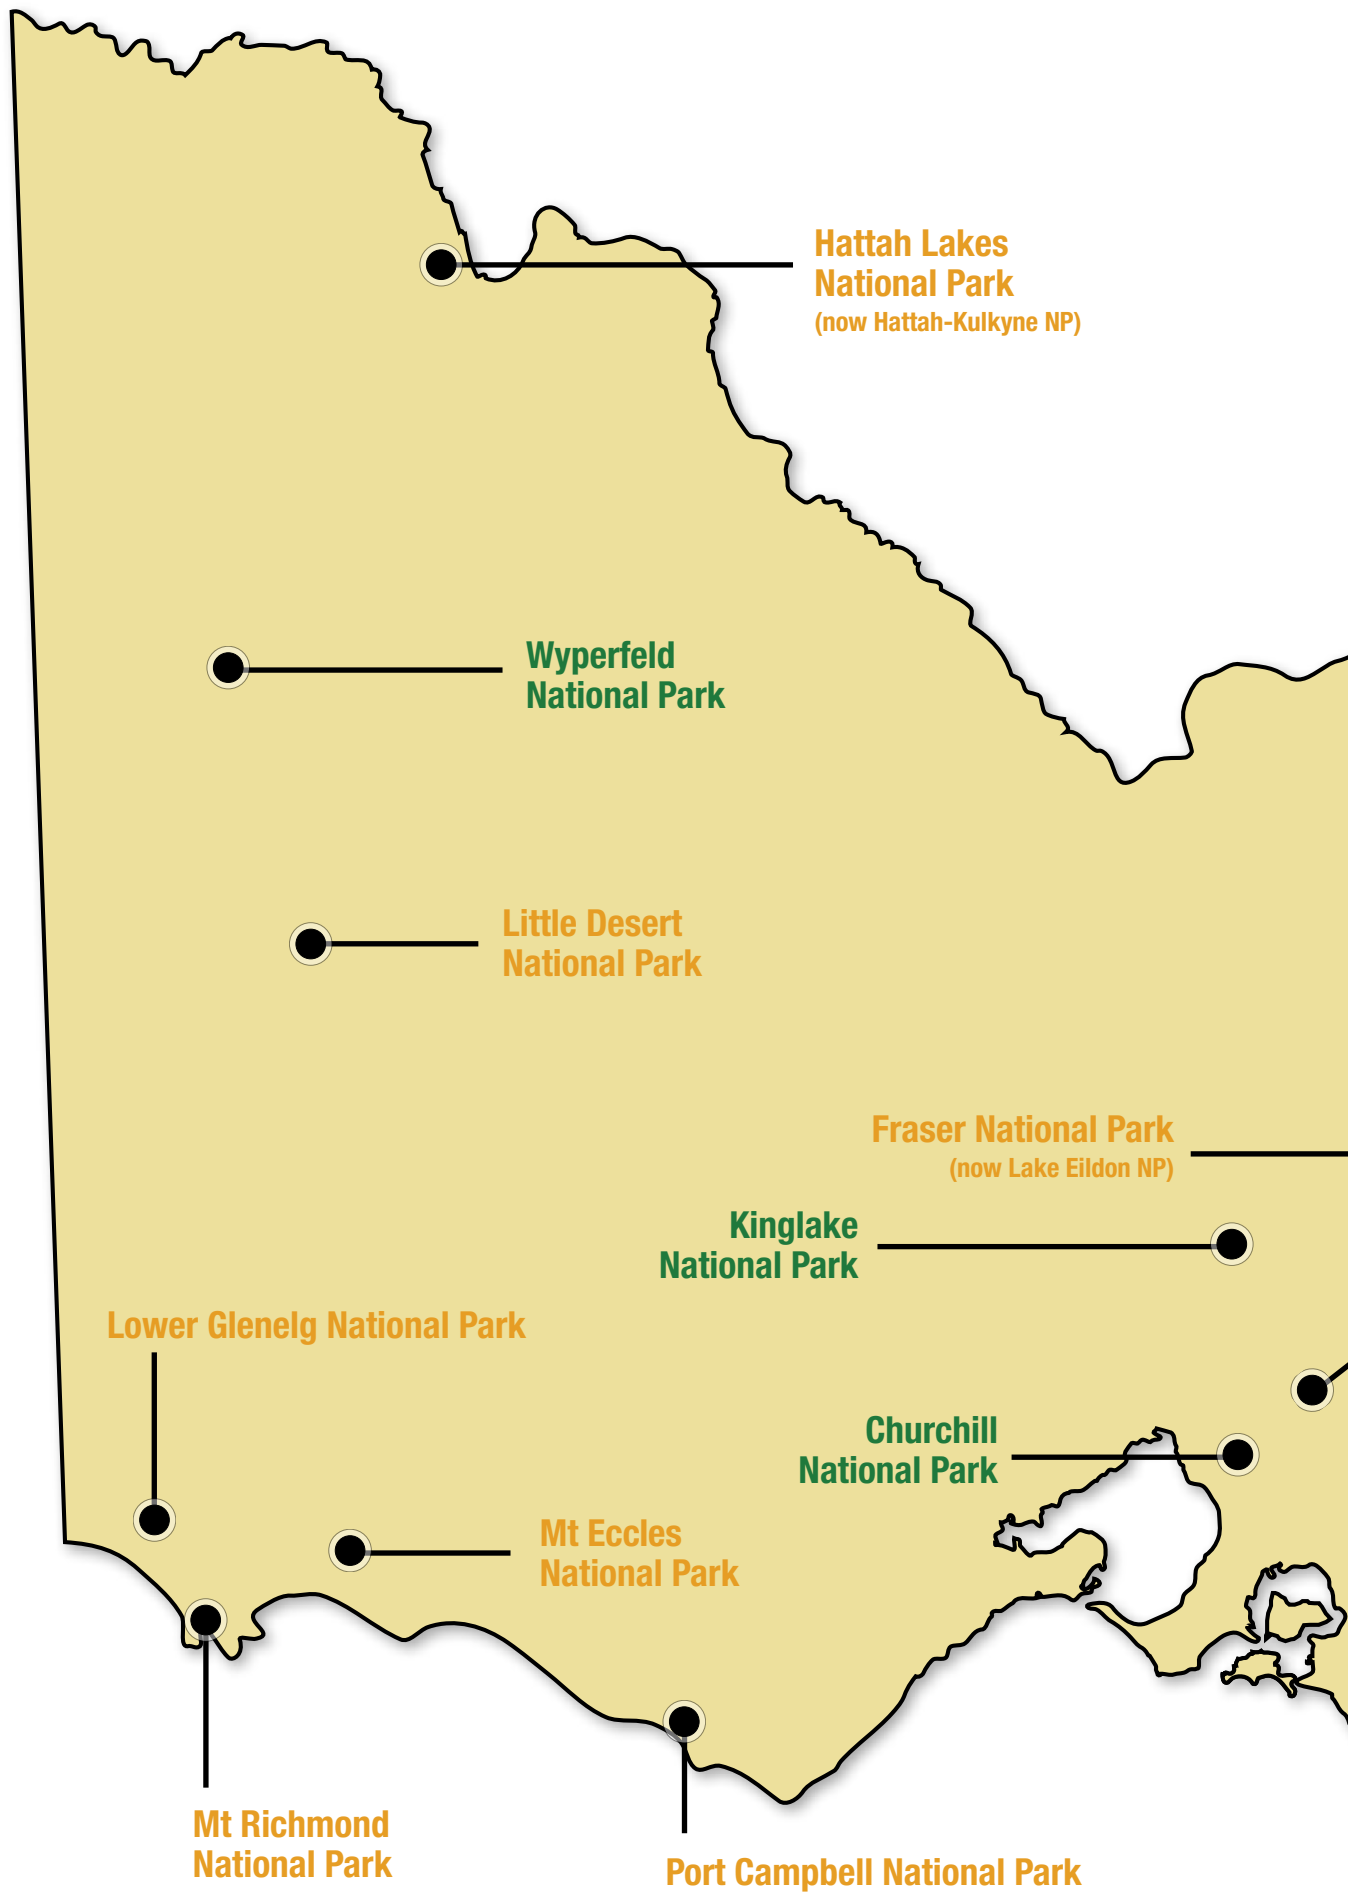 Hattah Lakes
National Park
(now Hattah-Kulkyne NP)
Wyperfeld
National Park
Little Desert
National Park
Fraser National Park
(now Lake Eildon NP)
Kinglake
National Park
Lower Glenelg National Park
Churchill
National Park
Mt Eccles
National Park
Mt Richmond
National Park
Port Campbell National Park